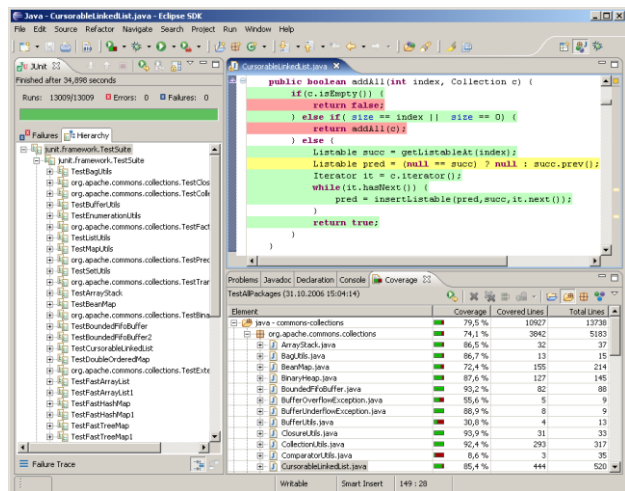 Java - CursorableLinkedList.java - Eclipse SDK
File Edit Source Refactor Navigate Search Project Run Window Help
JUnit
Finished after 34,898 seconds
Runs: 13009/13009 Errors: 0 Failures: 0
Failures Hierarchy
junit.framework.TestSuite
junit.framework.TestSuite
TestBagUtils
org.apache.commons.collections.TestClos
org.apache.commons.collections.TestColle
TestBufferUtils
TestEnumerationUtils
org.apache.commons.collections.TestFact
TestListUtils
TestMapUtils
org.apache.commons.collections.TestPrec
TestSetUtils
org.apache.commons.collections.TestTran
TestArrayStack
TestBeanMap
org.apache.commons.collections.TestBina
TestBoundedFifoBuffer
TestBoundedFifoBuffer2
TestCursorableLinkedList
TestDoubleOrderedMap
org.apache.commons.collections.TestExte
TestFastArrayList
TestFastArrayList1
TestFastHashMap
TestFastHashMap1
TestFastTreeMap
TestFastTreeMap1
Failure Trace
CursorableLinkedList.java
public boolean addAll(int index, Collection c) {
if(c.isEmpty()) {
return false;
} else if( size == index || size == 0) {
return addAll(c);
} else {
Listable succ = getListableAt(index);
Listable pred = (null == succ) ? null : succ.prev();
Iterator it = c.iterator();
while(it.hasNext()) {
pred = insertListable(pred,succ,it.next());
}
return true;
}
}
Problems Javadoc Declaration Console Coverage
TestAllPackages (31.10.2006 15:04:14)
Element Coverage Covered Lines Total Lines
java - commons-collections 79,5 % 10927 13738
org.apache.commons.collections 74,1 % 3842 5183
ArrayStack.java 86,5 % 32 37
BagUtils.java 86,7 % 13 15
BeanMap.java 72,4 % 155 214
BinaryHeap.java 87,6 % 127 145
BoundedFifoBuffer.java 93,2 % 82 88
BufferOverflowException.java 55,6 % 5 9
BufferUnderflowException.java 88,9 % 8 9
BufferUtils.java 30,8 % 4 13
ClosureUtils.java 93,9 % 31 33
CollectionUtils.java 92,4 % 293 317
ComparatorUtils.java 8,6 % 3 35
CursorableLinkedList.java 85,4 % 444 520
Writable Smart Insert 149 : 28